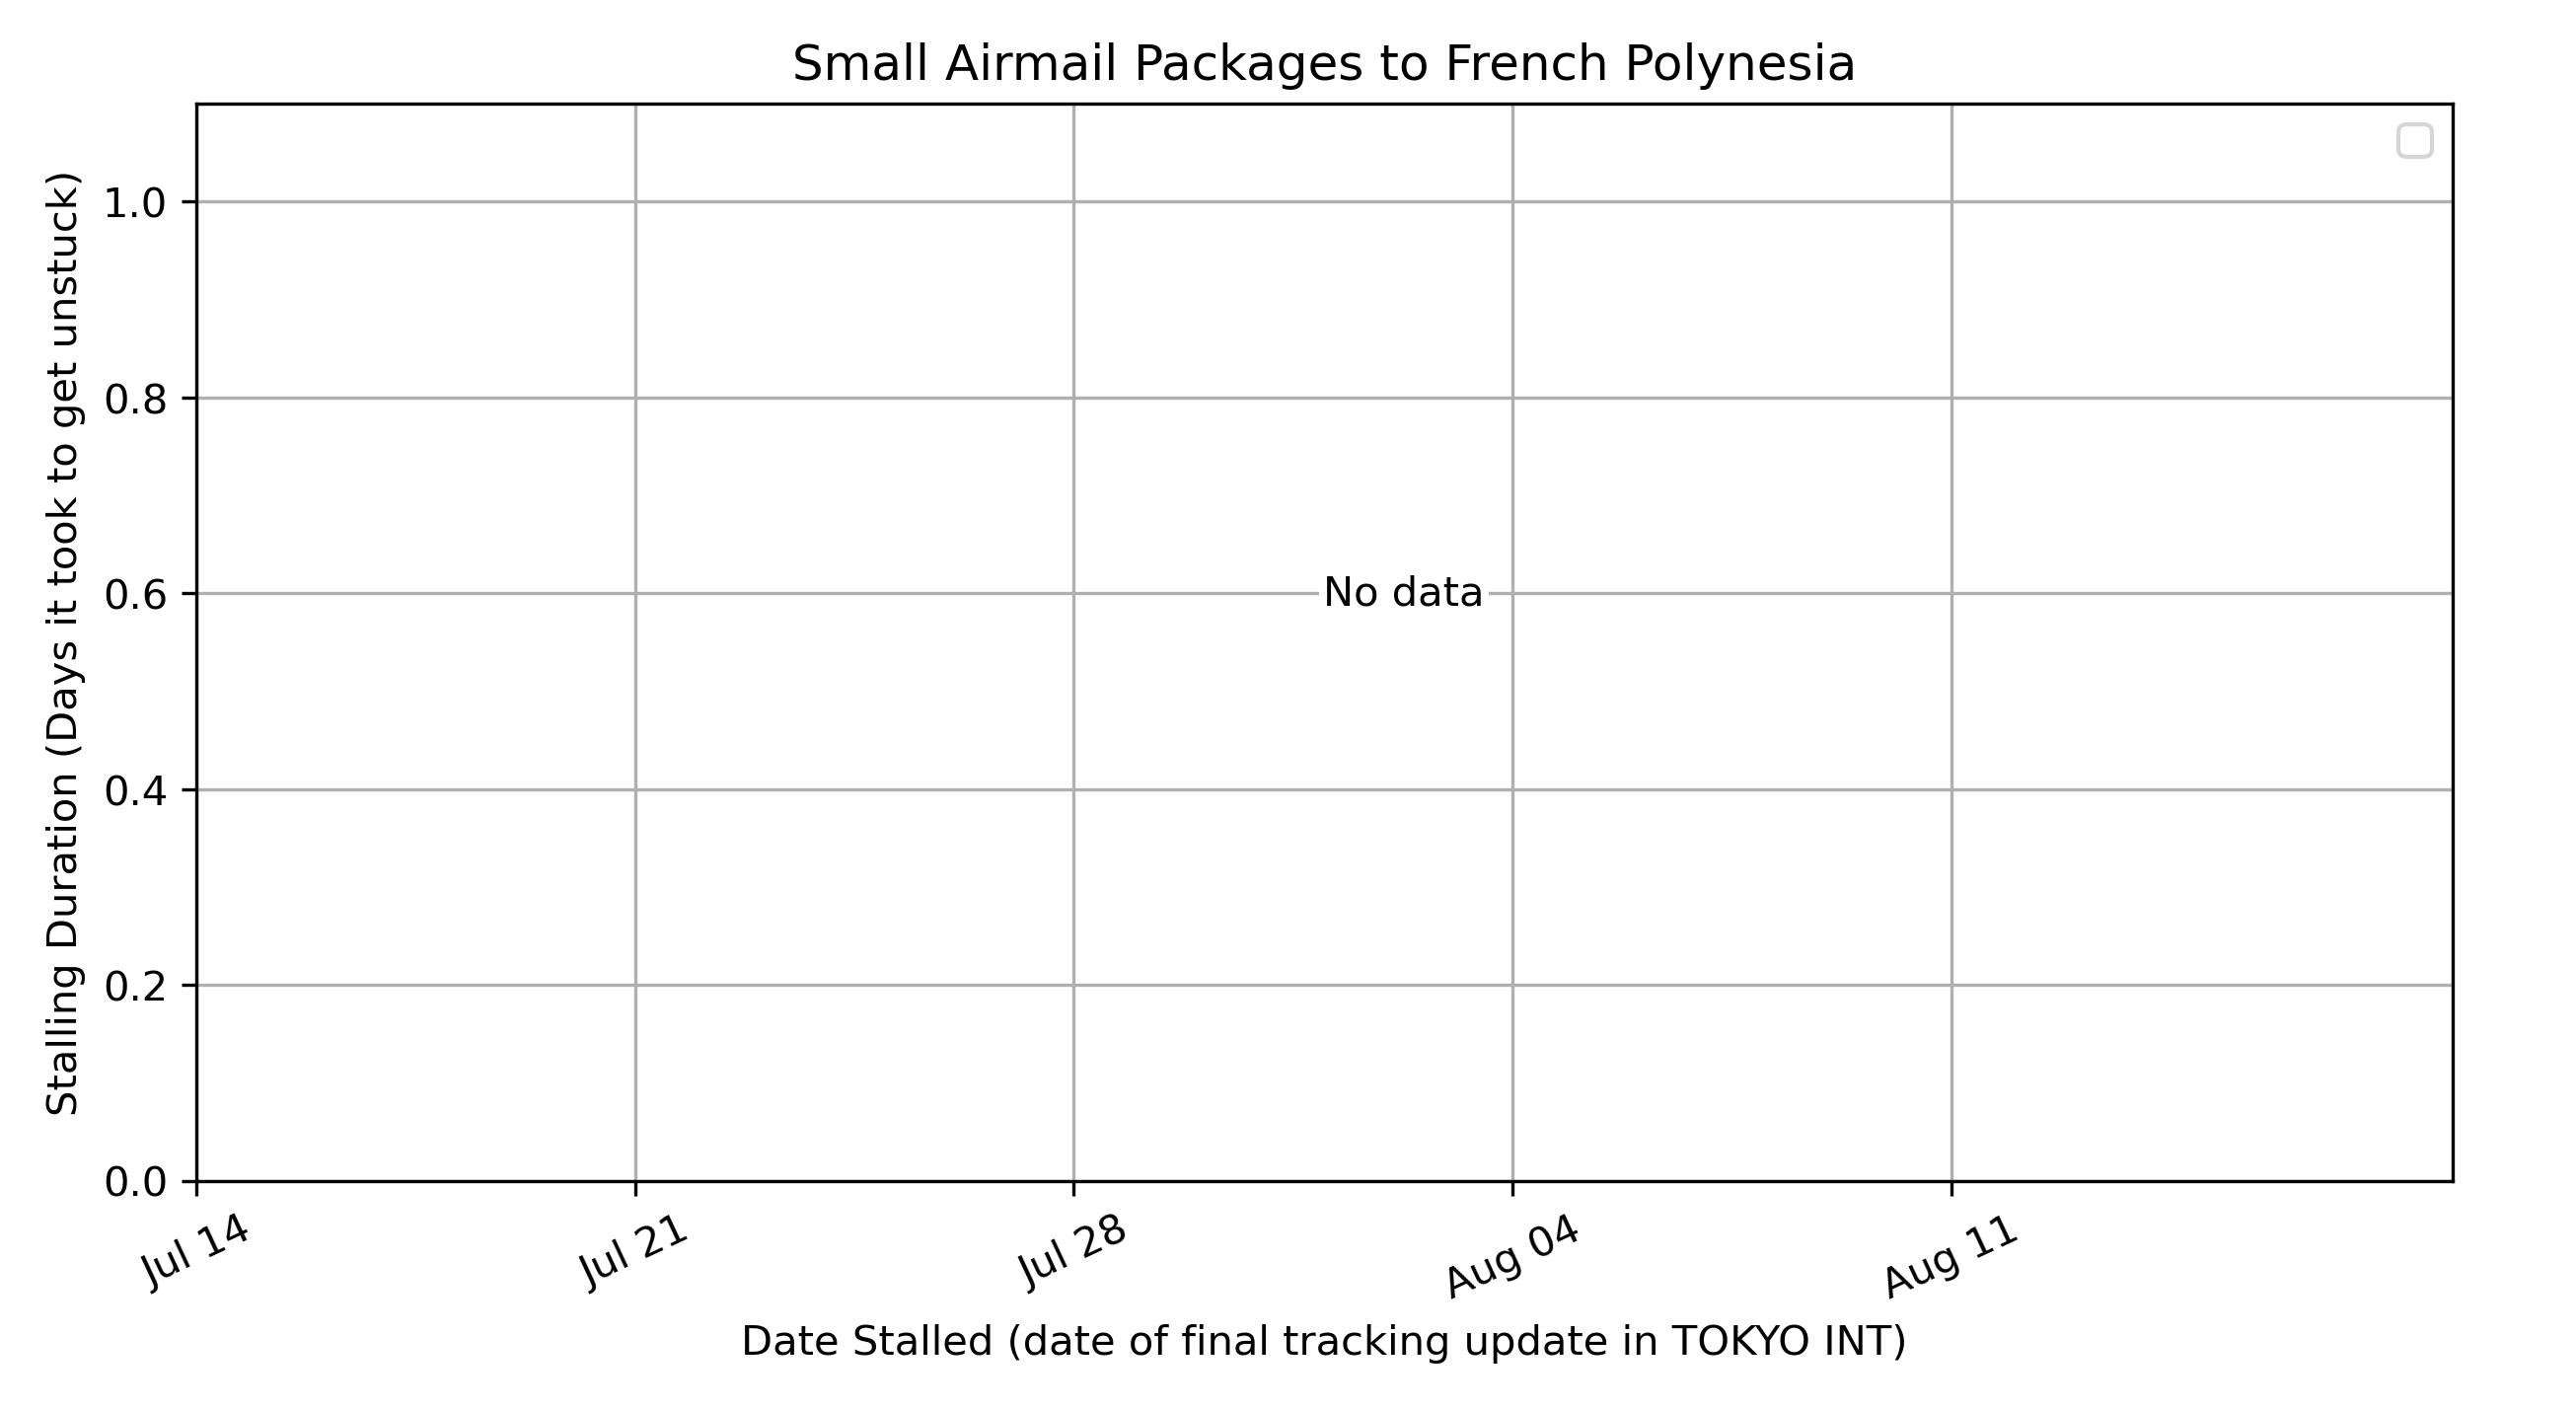 Small Airmail Packages to French Polynesia
Stalling Duration (Days it took to get unstuck)
1.0
0.8
0.6
0.4
0.2
0.0
No data
Jul 14
Jul 21
Jul 28
Aug 04
Aug 11
Date Stalled (date of final tracking update in TOKYO INT)